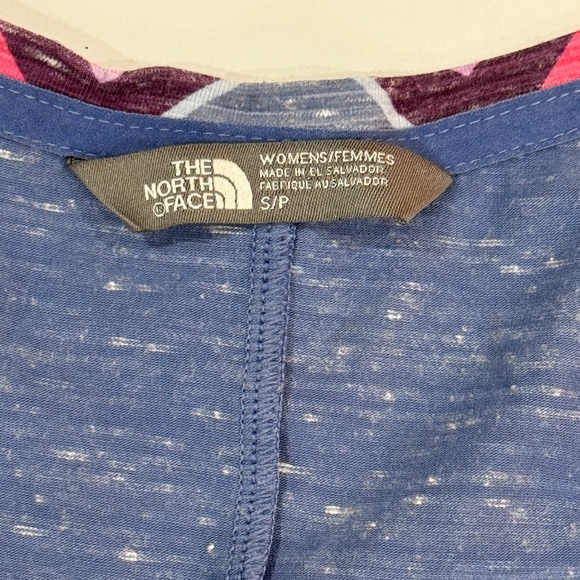 THE
NORTH
FACE
WOMENS/FEMMES
MADE IN EL SALVADOR
FABRIQUE AU SALVADOR
S/P